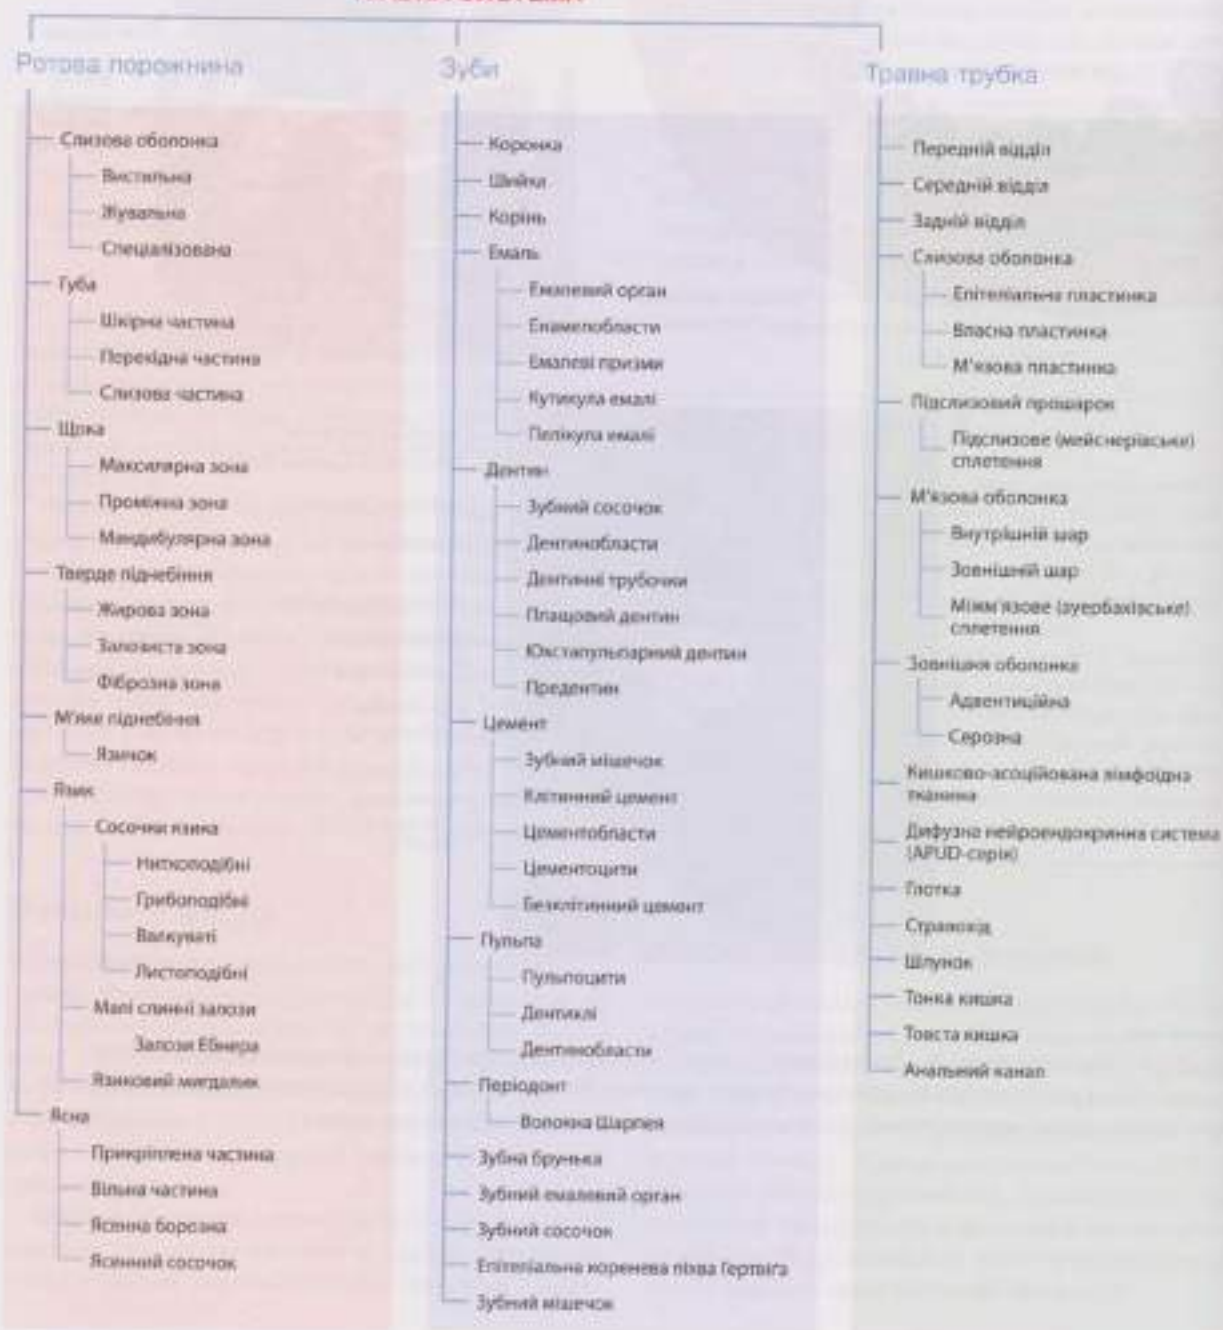 Ротова порожнина
Слизова оболонка
Вистильна
Жувальна
Спеціалізована
Губа
Шкірна частина
Перехідна частина
Слизова частина
Щока
Максилярна зона
Проміжна зона
Мандибулярна зона
Тверде піднебіння
Жирова зона
Залозиста зона
Фіброзна зона
М'яке піднебіння
Язичок
Язик
Сосочки язика
Ниткоподібні
Грибоподібні
Валкуваті
Листоподібні
Малі слинні залози
Залози Ебнера
Язиковий мигдалик
Ясна
Прикріплена частина
Вільна частина
Ясенна борозна
Ясенний сосочок
Зуби
Коронка
Шийка
Корінь
Емаль
Емалевий орган
Енамелобласти
Емалеві призми
Кутикула емалі
Пелікула емалі
Дентин
Зубний сосочок
Дентинобласти
Дентинні трубочки
Плащовий дентин
Юкстапульпарний дентин
Предентин
Цемент
Зубний мішечок
Клітинний цемент
Цементобласти
Цементоцити
Безклітинний цемент
Пульпа
Пульпоцити
Дентиклі
Дентинобласти
Періодонт
Волокна Шарпея
Зубна брунька
Зубний емалевий орган
Зубний сосочок
Епітеліальна коренева піхва Гертвіга
Зубний мішечок
Травна трубка
Передній відділ
Середній відділ
Задній відділ
Слизова оболонка
Епітеліальна пластинка
Власна пластинка
М'язова пластинка
Підслизовий прошарок
Підслизове (мейснерівське)
сплетення
М'язова оболонка
Внутрішній шар
Зовнішній шар
Міжм'язове (ауербахівське)
сплетення
Зовнішня оболонка
Адвентиційна
Серозна
Кишково-асоційована лімфоїдна
тканина
Дифузна нейроендокринна система
(APUD-серія)
Глотка
Стравохід
Шлунок
Тонка кишка
Товста кишка
Анальний канал